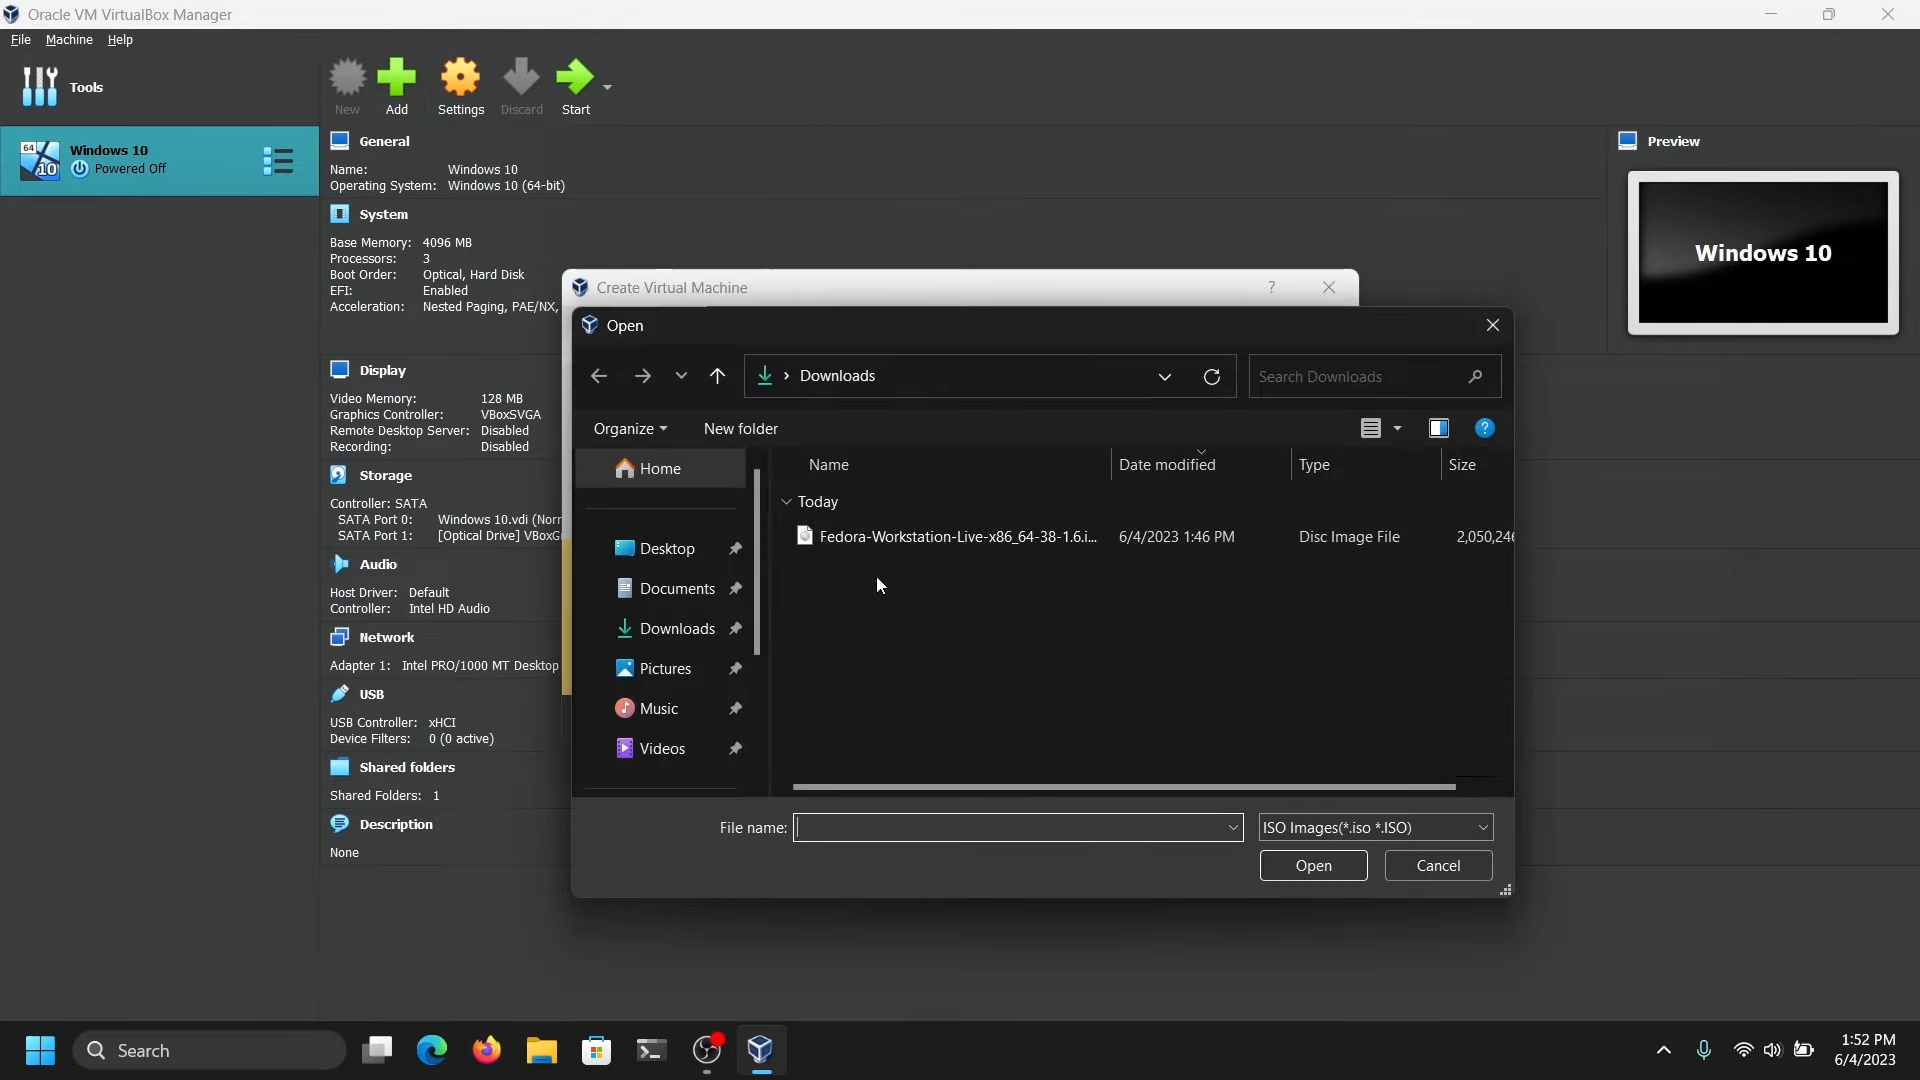 Oracle VM VirtualBox Manager
File Machine Help
Tools
New Add Settings Discard Start
64
10
Windows 10
Powered Off
General
Name: Windows 10
Operating System: Windows 10 (64-bit)
System
Base Memory: 4096 MB
Processors: 3
Boot Order: Optical, Hard Disk
EFI: Enabled
Acceleration: Nested Paging, PAE/NX,
Display
Video Memory: 128 MB
Graphics Controller: VBoxSVGA
Remote Desktop Server: Disabled
Recording: Disabled
Storage
Controller: SATA
SATA Port 0: Windows 10.vdi (Norr
SATA Port 1: [Optical Drive] VBoxG
Audio
Host Driver: Default
Controller: Intel HD Audio
Network
Adapter 1: Intel PRO/1000 MT Desktop
USB
USB Controller: xHCI
Device Filters: 0 (0 active)
Shared folders
Shared Folders: 1
Description
None
Preview
Windows 10
Create Virtual Machine ?
Open
Downloads
Search Downloads
Organize New folder ?
Home
Desktop
Documents
Downloads
Pictures
Music
Videos
Name Date modified Type Size
Today
Fedora-Workstation-Live-x86_64-38-1.6.i... 6/4/2023 1:46 PM Disc Image File 2,050,246
File name: ISO Images(*.iso *.ISO)
Open Cancel
Search
1:52 PM
6/4/2023